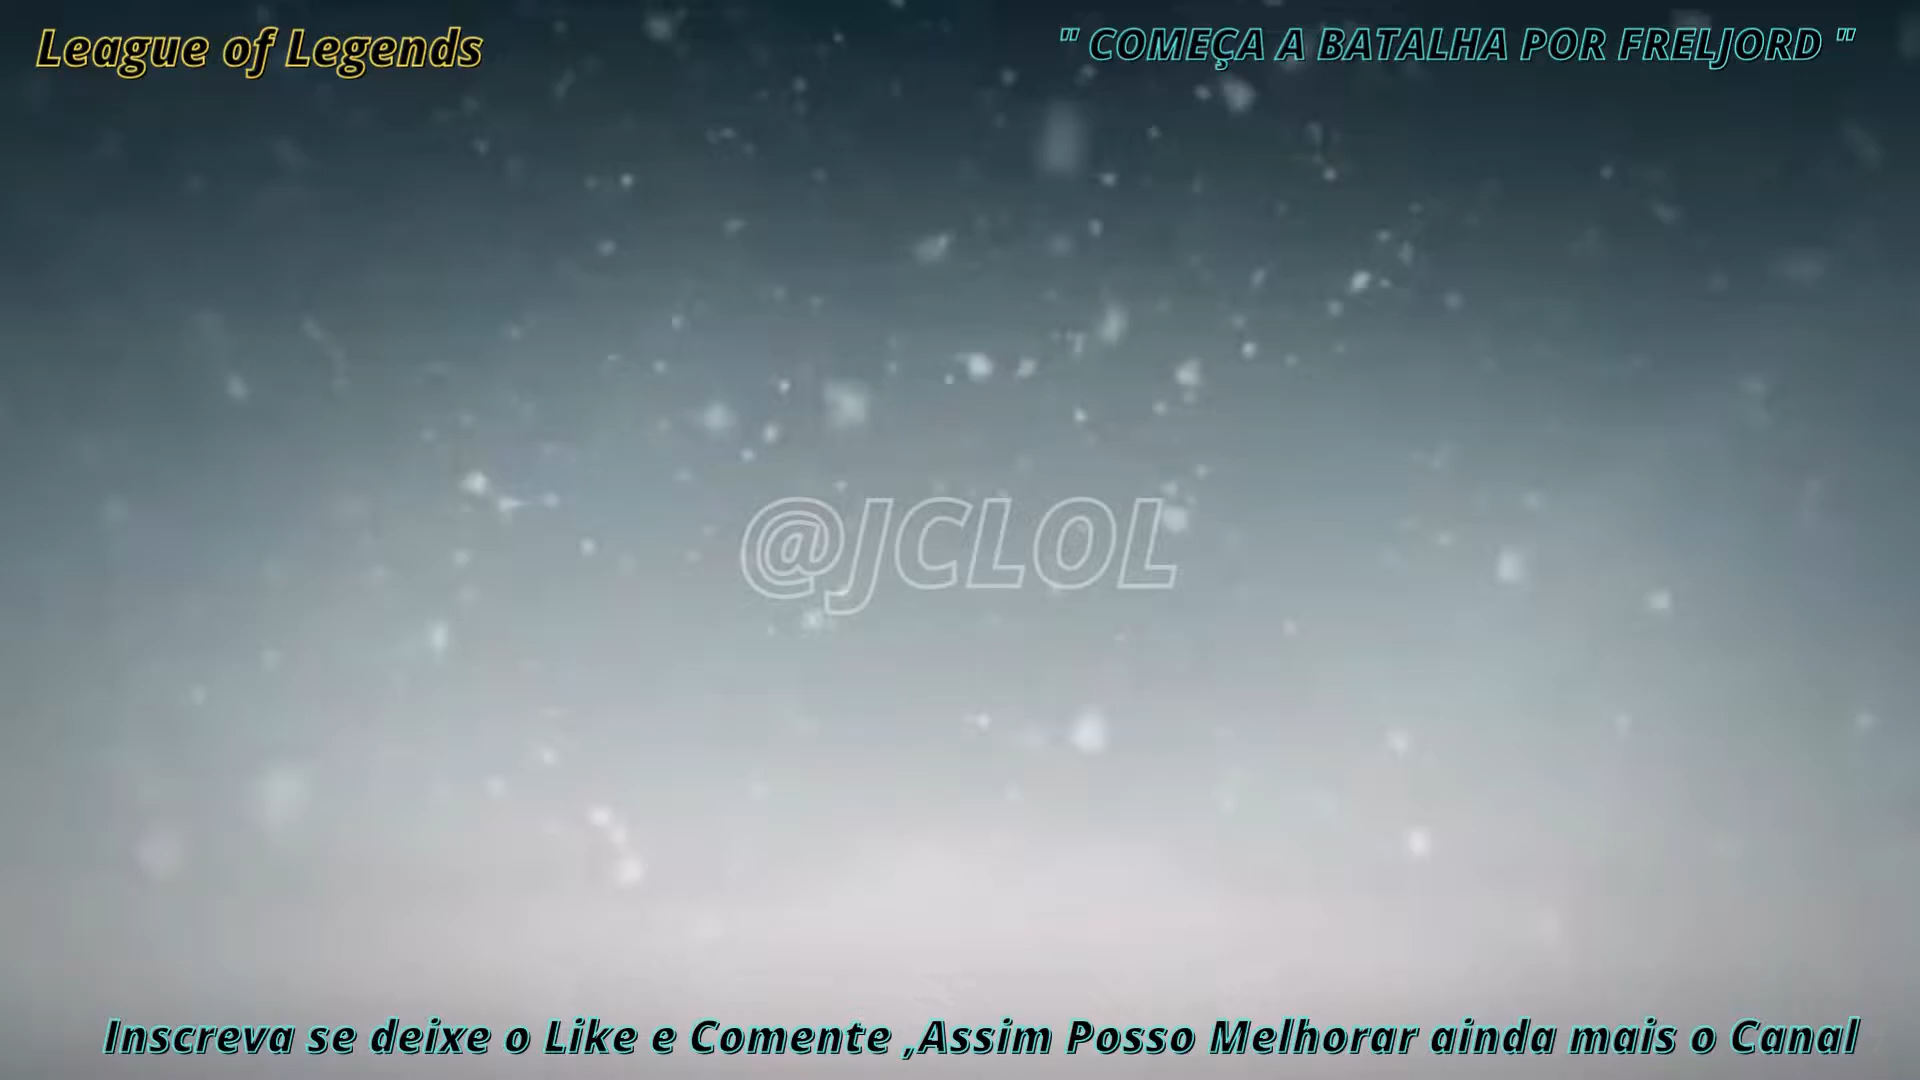 League of Legends
" COMEÇA A BATALHA POR FRELJORD "
@JCLOL
Inscreva se deixe o Like e Comente ,Assim Posso Melhorar ainda mais o Canal